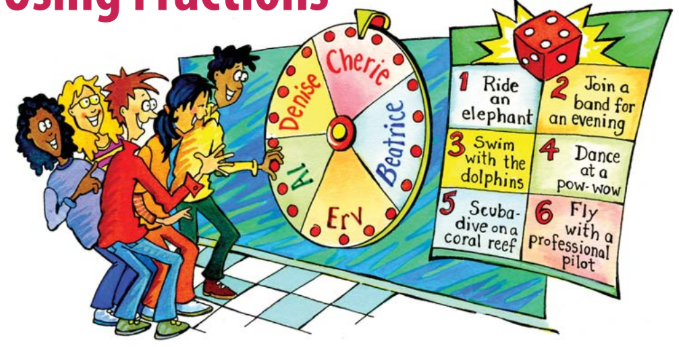 osing Fractions
Denise
Cherie
Beatrice
Al
Erv
1 Ride
an
elephant
2 Join a
band for
an evening
3 Swim
with the
dolphins
4 Dance
at a
pow-wow
5 Scuba-
dive on a
coral reef
6 Fly
with a
professional
pilot